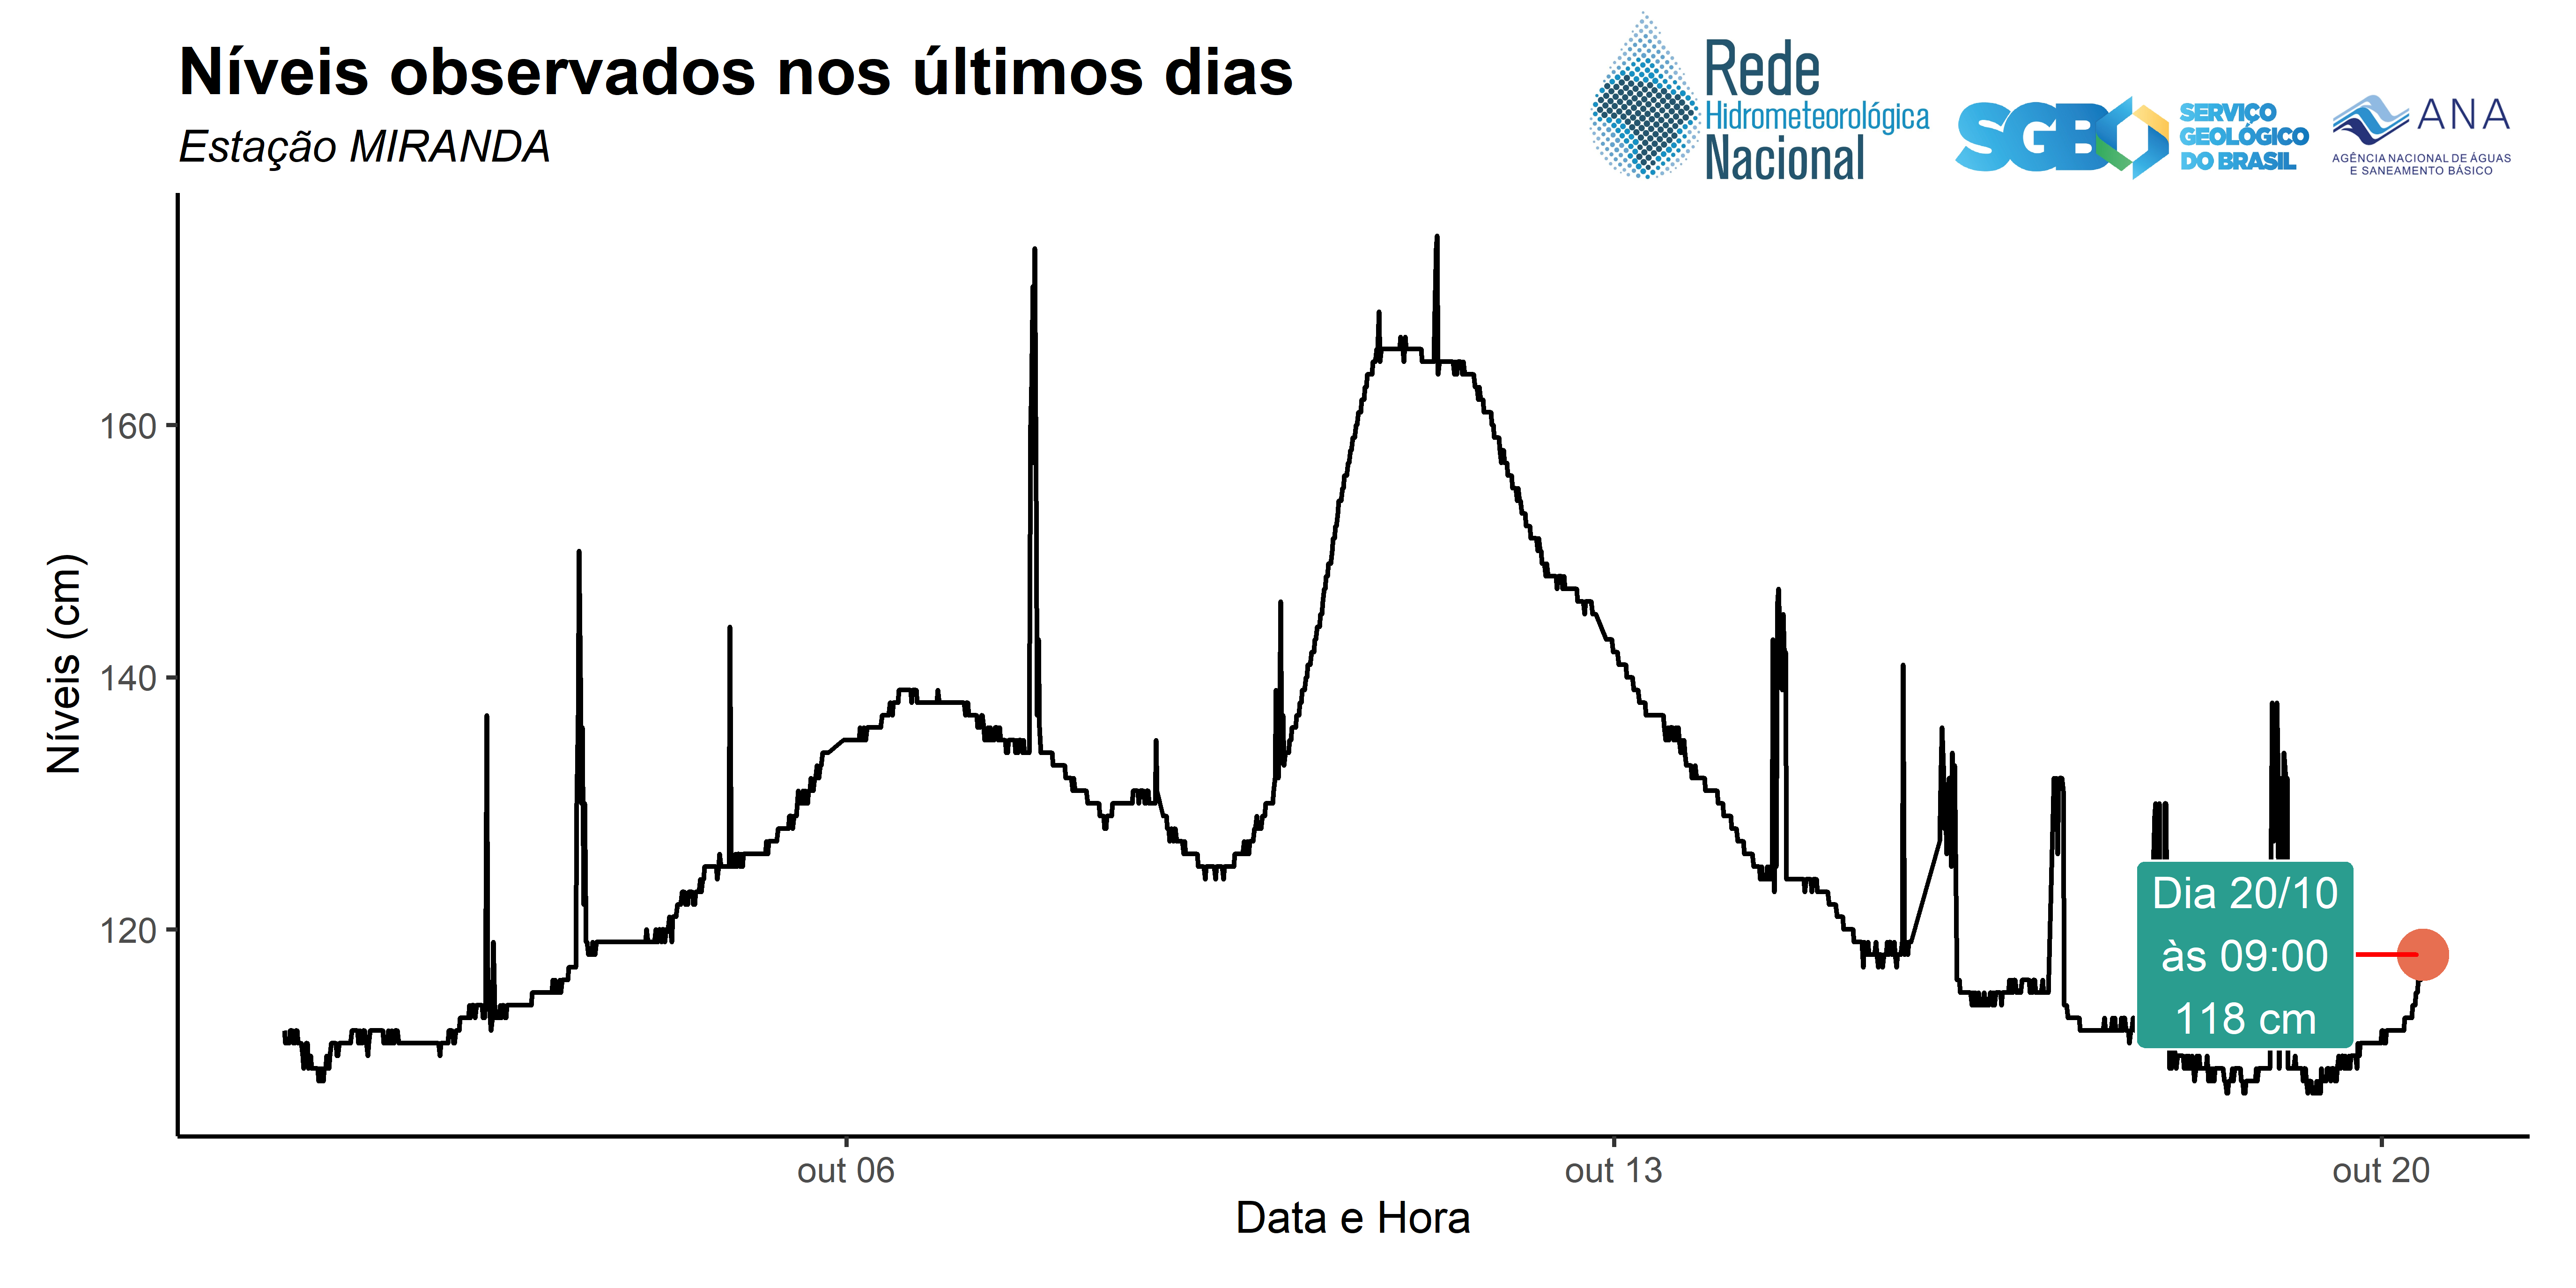 Níveis observados nos últimos dias
Estação MIRANDA
Rede
Hidrometeorológica
Nacional
SGB
SERVIÇO
GEOLÓGICO
DO BRASIL
ANA
AGÊNCIA NACIONAL DE ÁGUAS
E SANEAMENTO BÁSICO
Níveis (cm)
160
140
120
Dia 20/10
às 09:00
118 cm
out 06
out 13
out 20
Data e Hora